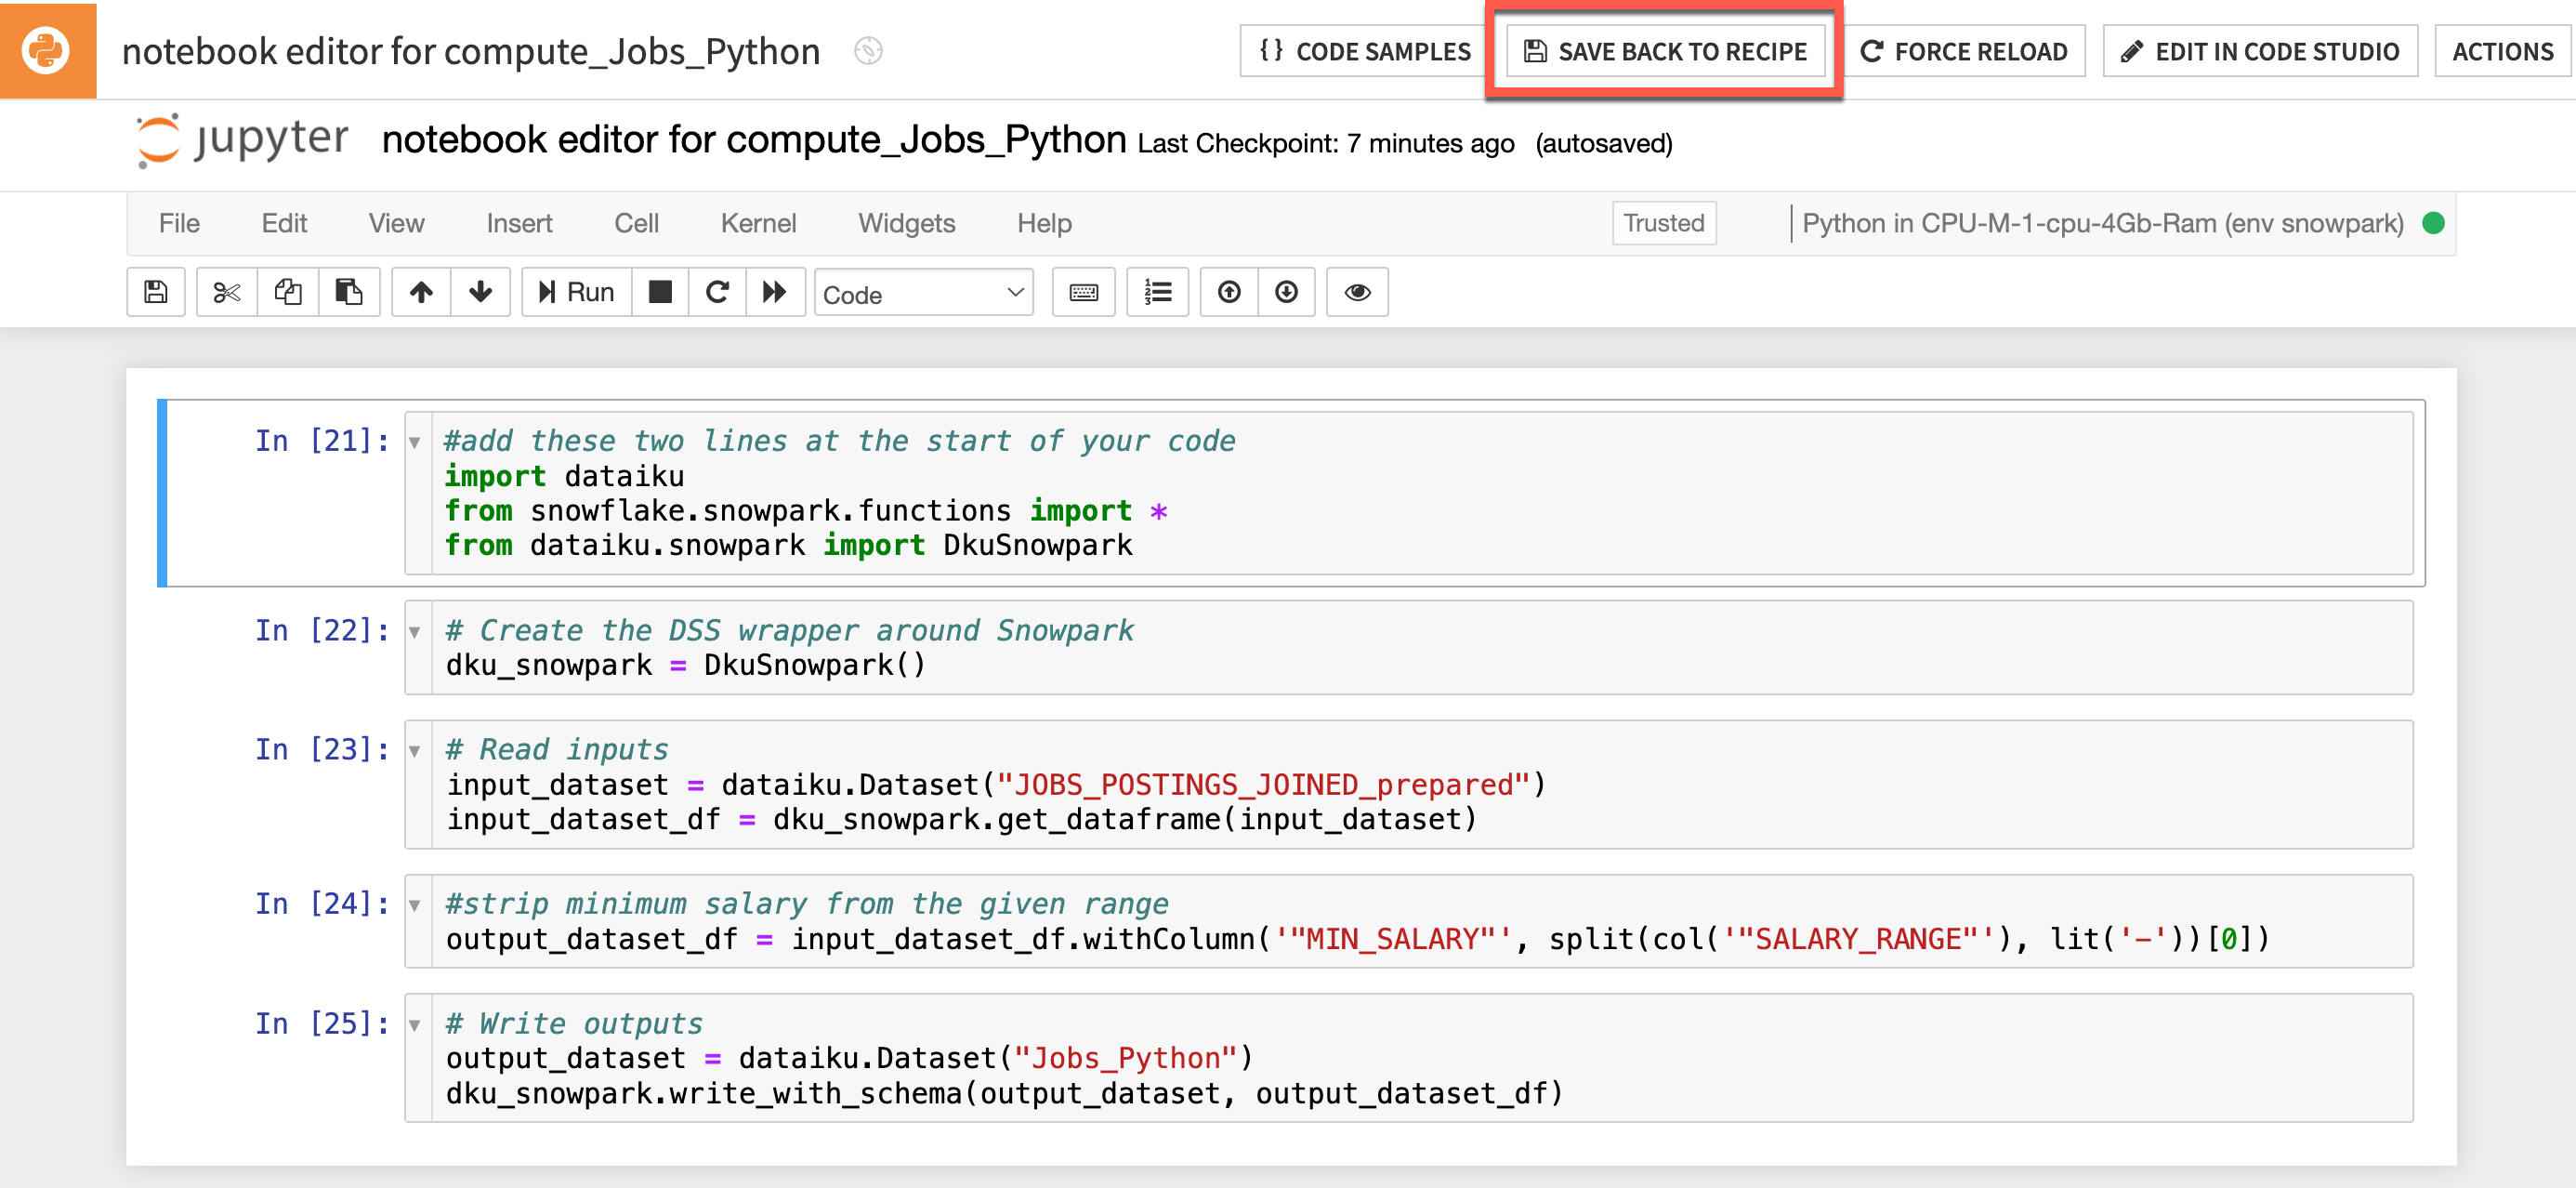 notebook editor for compute_Jobs_Python
{} CODE SAMPLES
SAVE BACK TO RECIPE
FORCE RELOAD
EDIT IN CODE STUDIO
ACTIONS
jupyter notebook editor for compute_Jobs_Python Last Checkpoint: 7 minutes ago (autosaved)
File Edit View Insert Cell Kernel Widgets Help
Trusted
Python in CPU-M-1-cpu-4Gb-Ram (env snowpark)
Run
Code
In [21]:
#add these two lines at the start of your code
import dataiku
from snowflake.snowpark.functions import *
from dataiku.snowpark import DkuSnowpark
In [22]:
# Create the DSS wrapper around Snowpark
dku_snowpark = DkuSnowpark()
In [23]:
# Read inputs
input_dataset = dataiku.Dataset("JOBS_POSTINGS_JOINED_prepared")
input_dataset_df = dku_snowpark.get_dataframe(input_dataset)
In [24]:
#strip minimum salary from the given range
output_dataset_df = input_dataset_df.withColumn('"MIN_SALARY"', split(col('"SALARY_RANGE"'), lit('-'))[0])
In [25]:
# Write outputs
output_dataset = dataiku.Dataset("Jobs_Python")
dku_snowpark.write_with_schema(output_dataset, output_dataset_df)